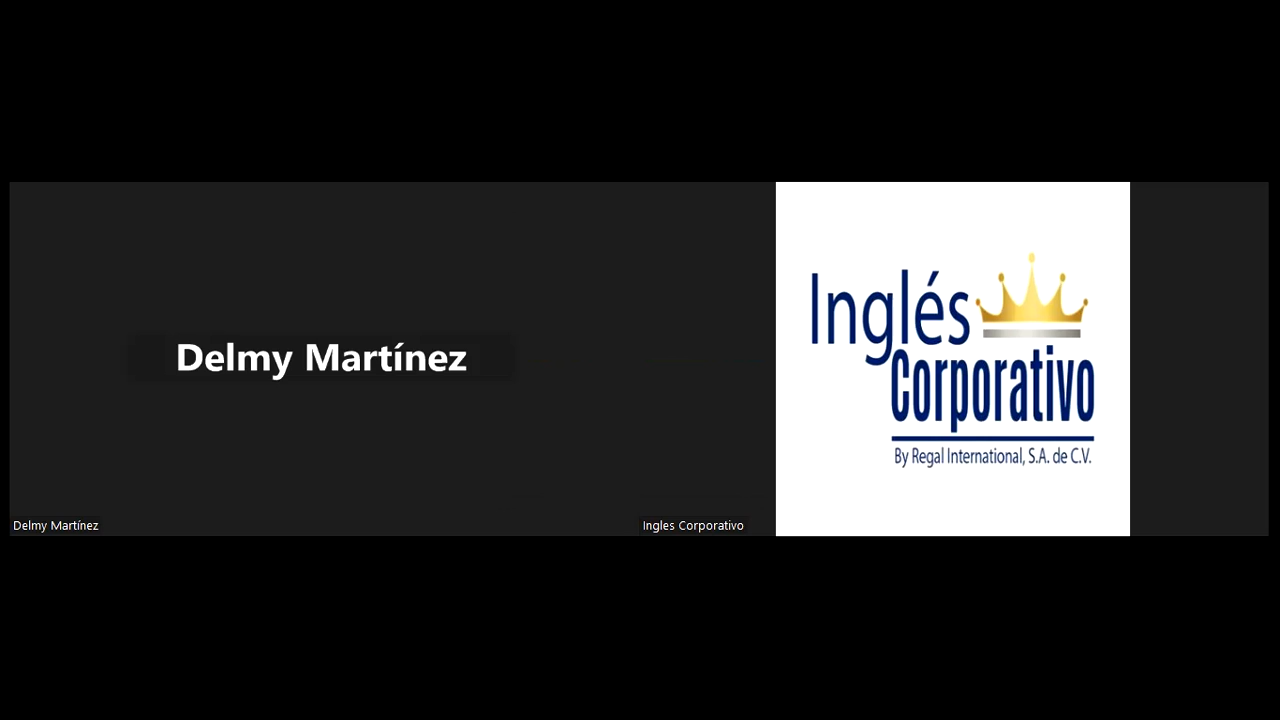 Delmy Martínez
Delmy Martínez
Inglés
Corporativo
By Regal International, S.A. de C.V.
Ingles Corporativo